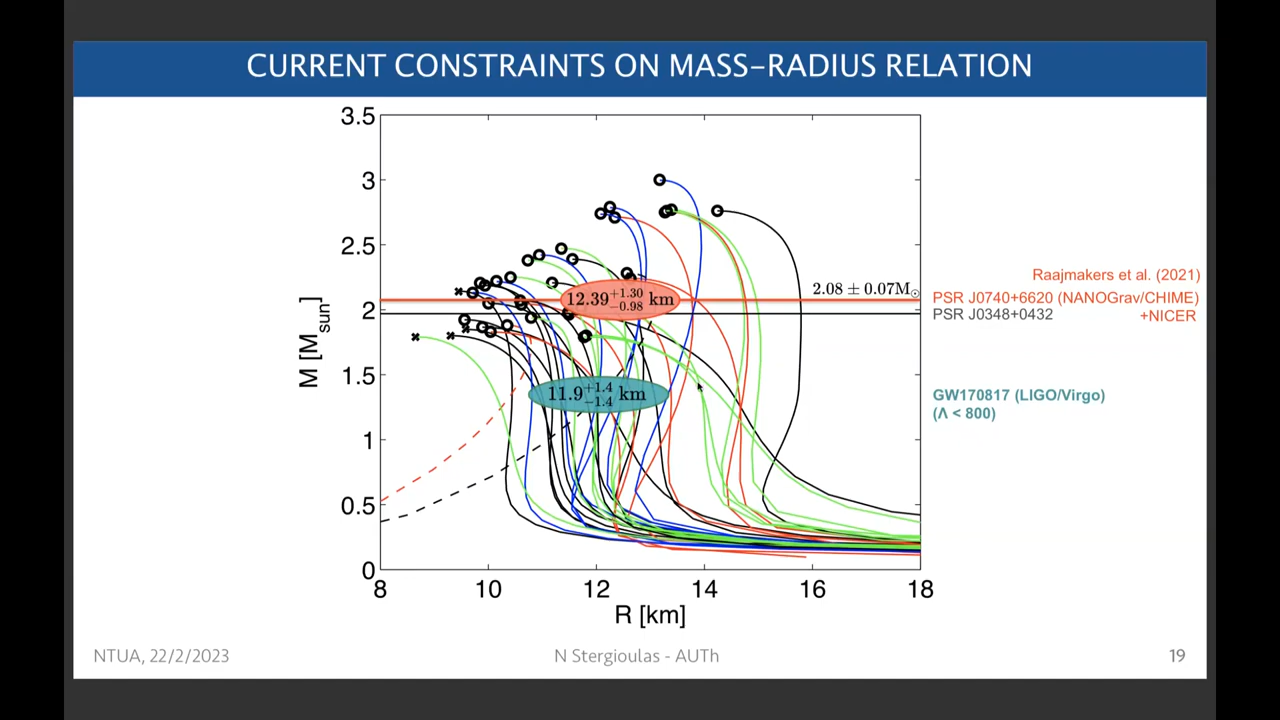 CURRENT CONSTRAINTS ON MASS–RADIUS RELATION
3.5
3
2.5
2
1.5
1
0.5
0
M [M_sun]
8 10 12 14 16 18
R [km]
12.39^{+1.30}_{−0.98} km
11.9^{+1.4}_{−1.4} km
2.08 ± 0.07M_⊙
Raajmakers et al. (2021)
PSR J0740+6620 (NANOGrav/CHIME)
PSR J0348+0432 +NICER
GW170817 (LIGO/Virgo)
(Λ < 800)
NTUA, 22/2/2023 N Stergioulas - AUTh 19